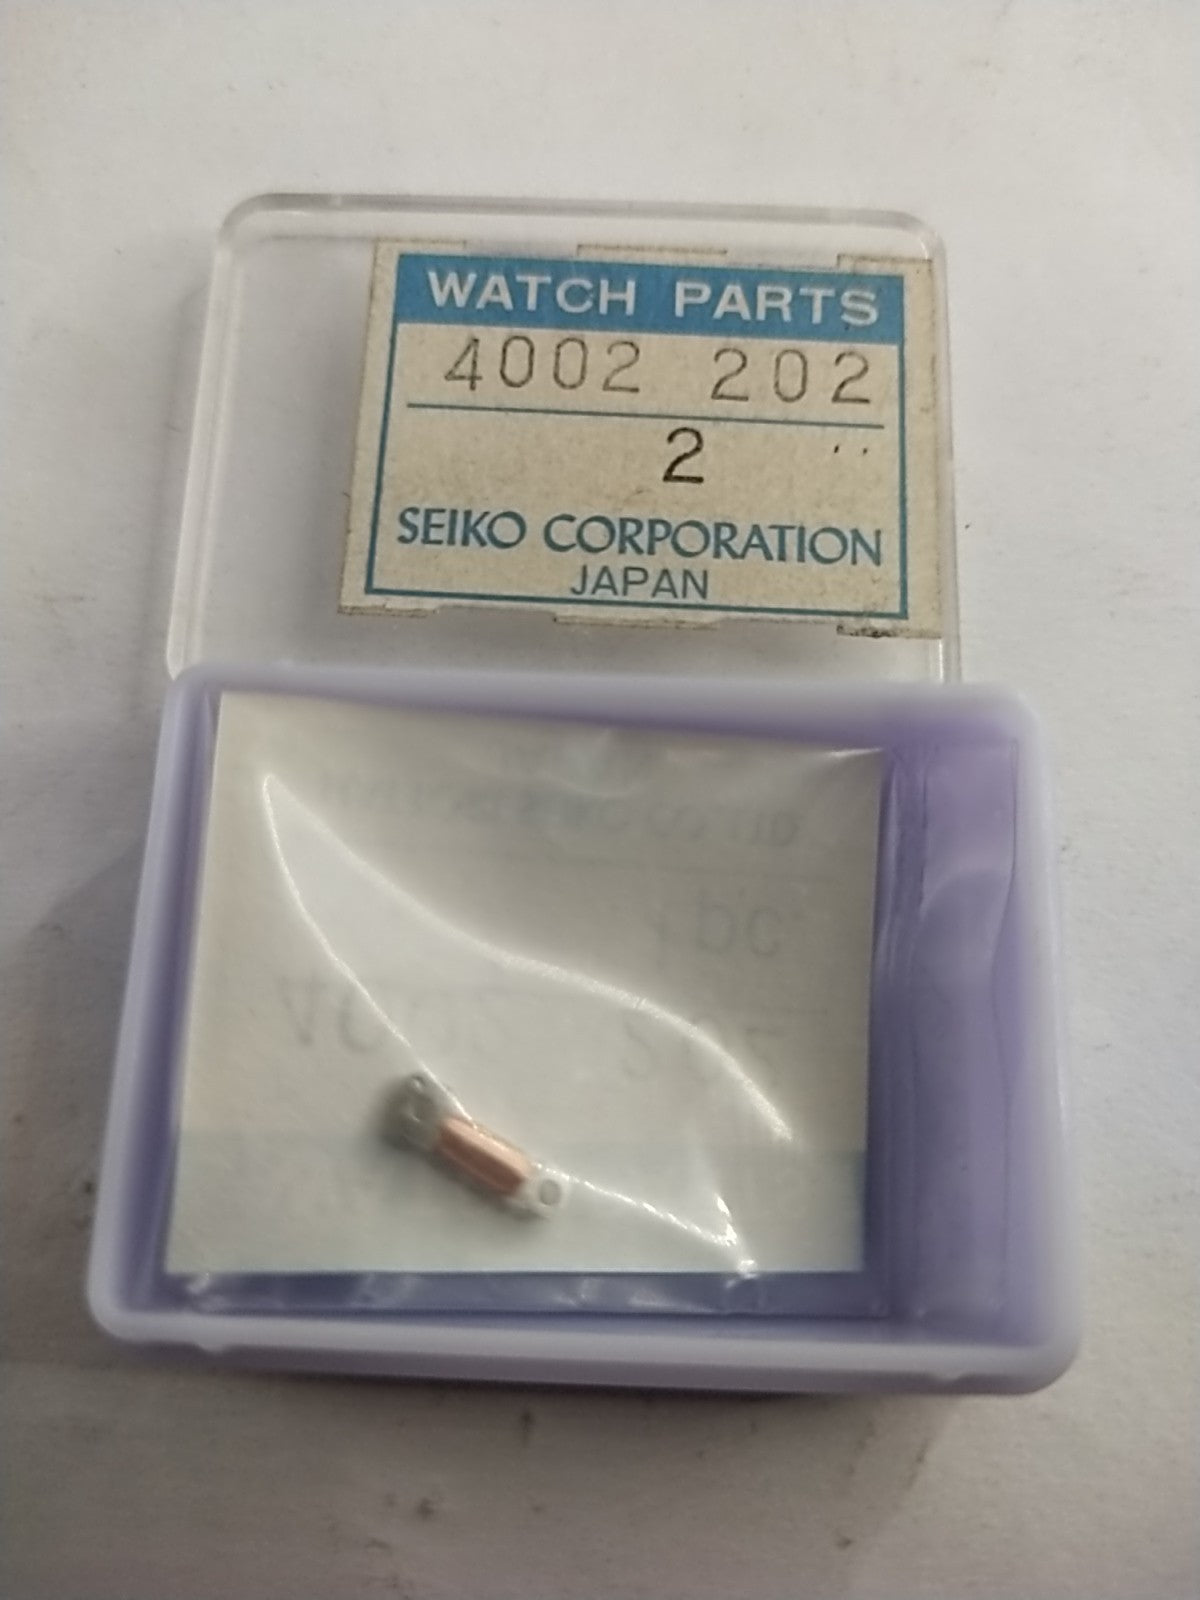 WATCH PARTS
4002 202
2
SEIKO CORPORATION
JAPAN